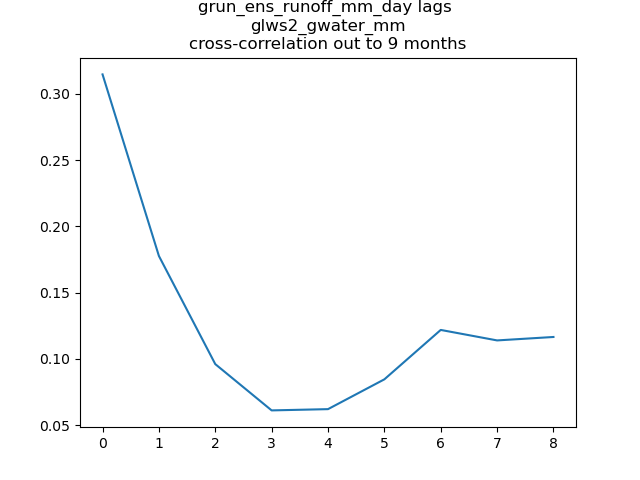 grun_ens_runoff_mm_day lags
glws2_gwater_mm
cross-correlation out to 9 months
0.30
0.25
0.20
0.15
0.10
0.05
0 1 2 3 4 5 6 7 8